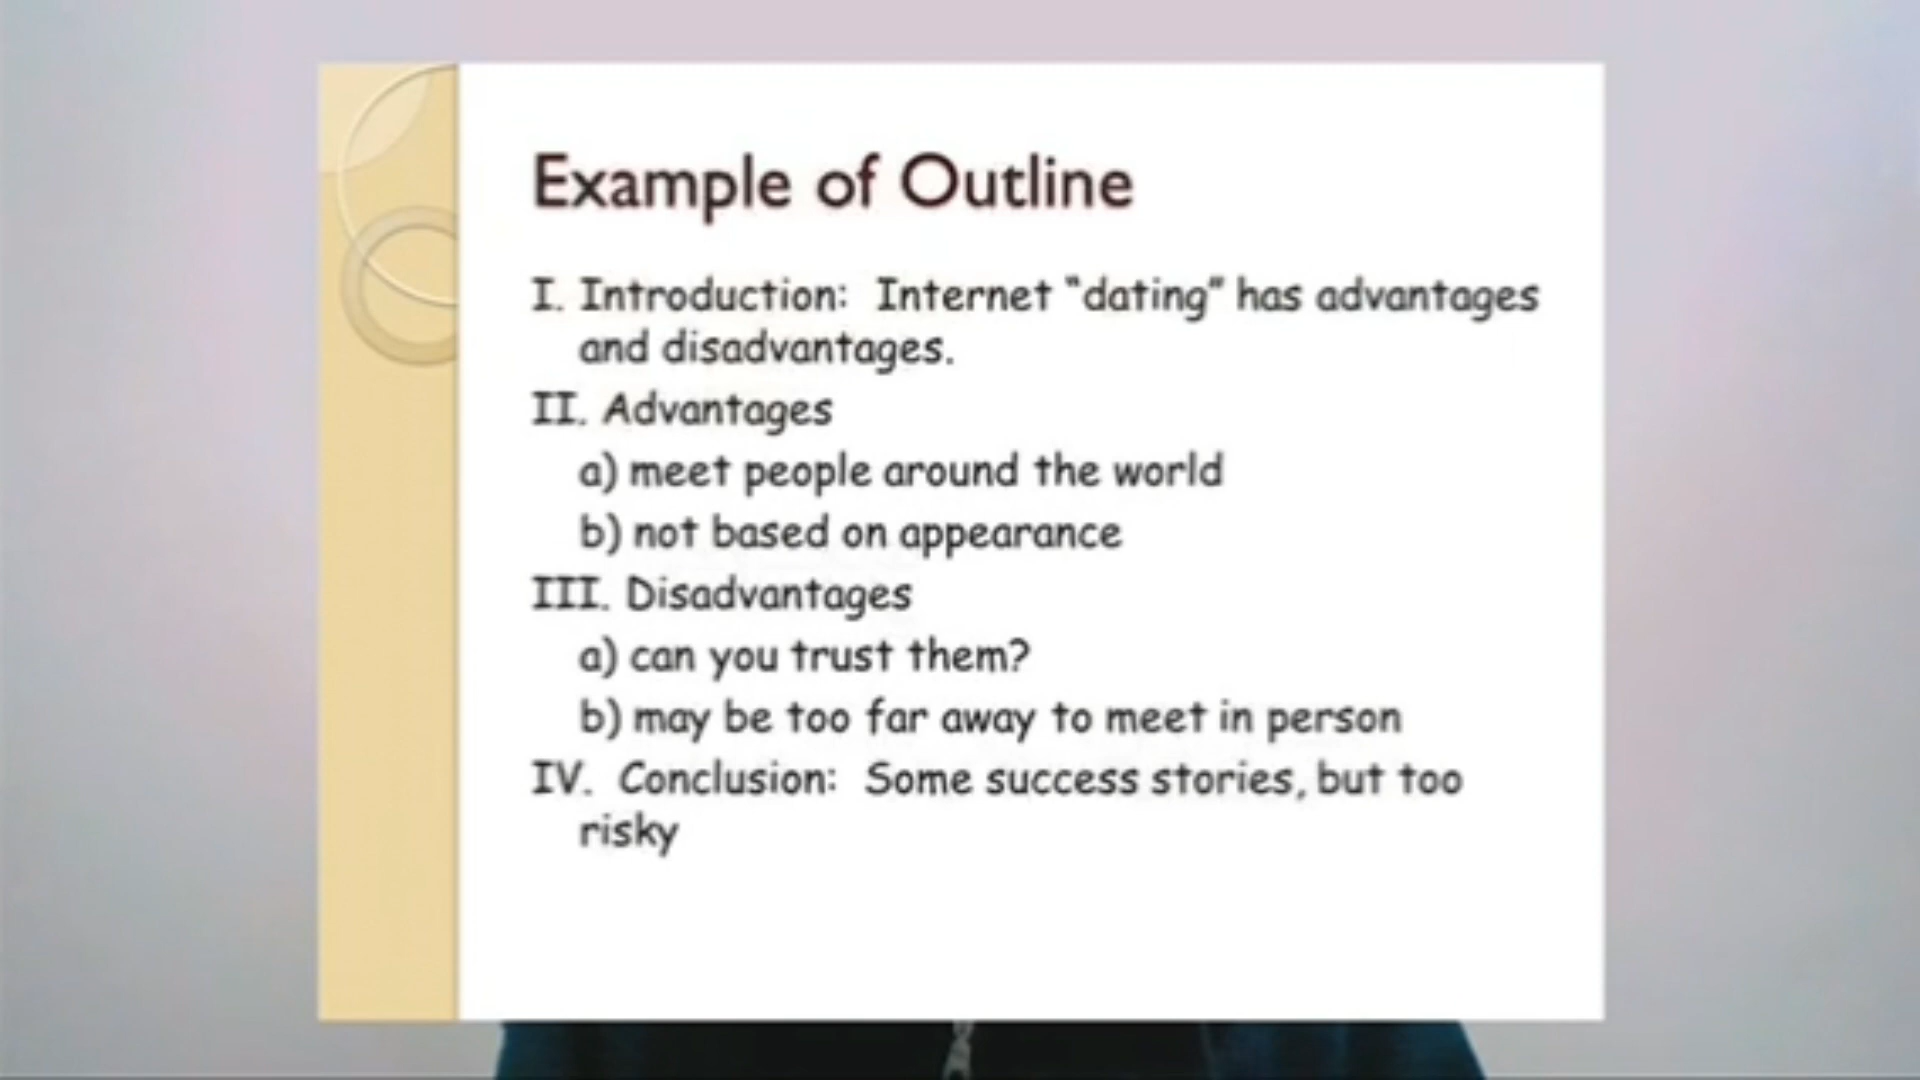 Example of Outline
I. Introduction:  Internet “dating” has advantages
and disadvantages.
II. Advantages
a) meet people around the world
b) not based on appearance
III. Disadvantages
a) can you trust them?
b) may be too far away to meet in person
IV.  Conclusion:  Some success stories, but too
risky